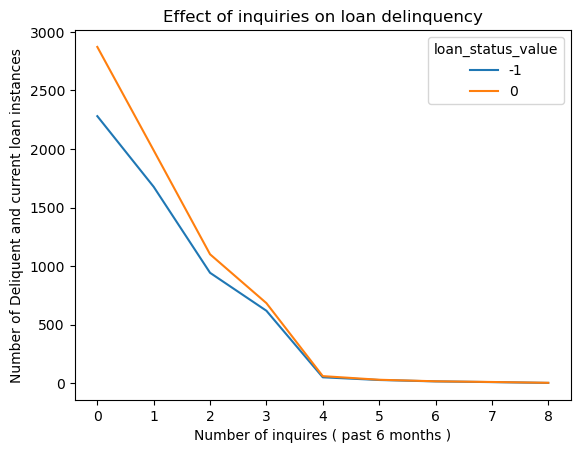 Effect of inquiries on loan delinquency
Number of Deliquent and current loan instances
3000
2500
2000
1500
1000
500
0
loan_status_value
-1
0
0 1 2 3 4 5 6 7 8
Number of inquires ( past 6 months )